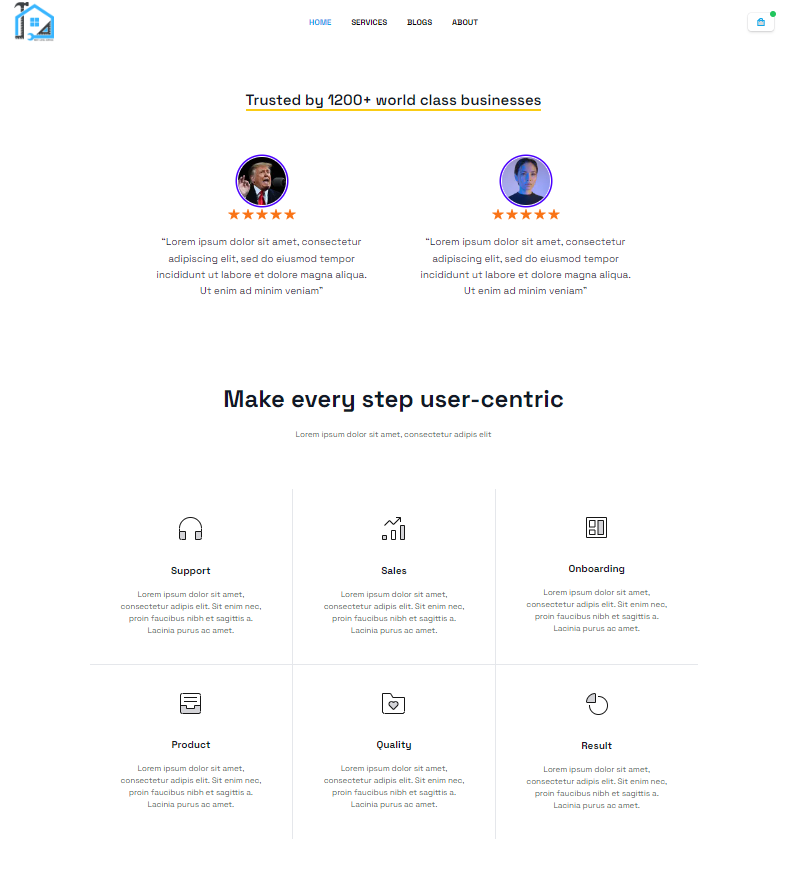 HOME SERVICES BLOGS ABOUT
Trusted by 1200+ world class businesses
“Lorem ipsum dolor sit amet, consectetur
adipiscing elit, sed do eiusmod tempor
incididunt ut labore et dolore magna aliqua.
Ut enim ad minim veniam”
“Lorem ipsum dolor sit amet, consectetur
adipiscing elit, sed do eiusmod tempor
incididunt ut labore et dolore magna aliqua.
Ut enim ad minim veniam”
Make every step user-centric
Lorem ipsum dolor sit amet, consectetur adipis elit
Support
Lorem ipsum dolor sit amet,
consectetur adipis elit. Sit enim nec,
proin faucibus nibh et sagittis a.
Lacinia purus ac amet.
Sales
Lorem ipsum dolor sit amet,
consectetur adipis elit. Sit enim nec,
proin faucibus nibh et sagittis a.
Lacinia purus ac amet.
Onboarding
Lorem ipsum dolor sit amet,
consectetur adipis elit. Sit enim nec,
proin faucibus nibh et sagittis a.
Lacinia purus ac amet.
Product
Lorem ipsum dolor sit amet,
consectetur adipis elit. Sit enim nec,
proin faucibus nibh et sagittis a.
Lacinia purus ac amet.
Quality
Lorem ipsum dolor sit amet,
consectetur adipis elit. Sit enim nec,
proin faucibus nibh et sagittis a.
Lacinia purus ac amet.
Result
Lorem ipsum dolor sit amet,
consectetur adipis elit. Sit enim nec,
proin faucibus nibh et sagittis a.
Lacinia purus ac amet.